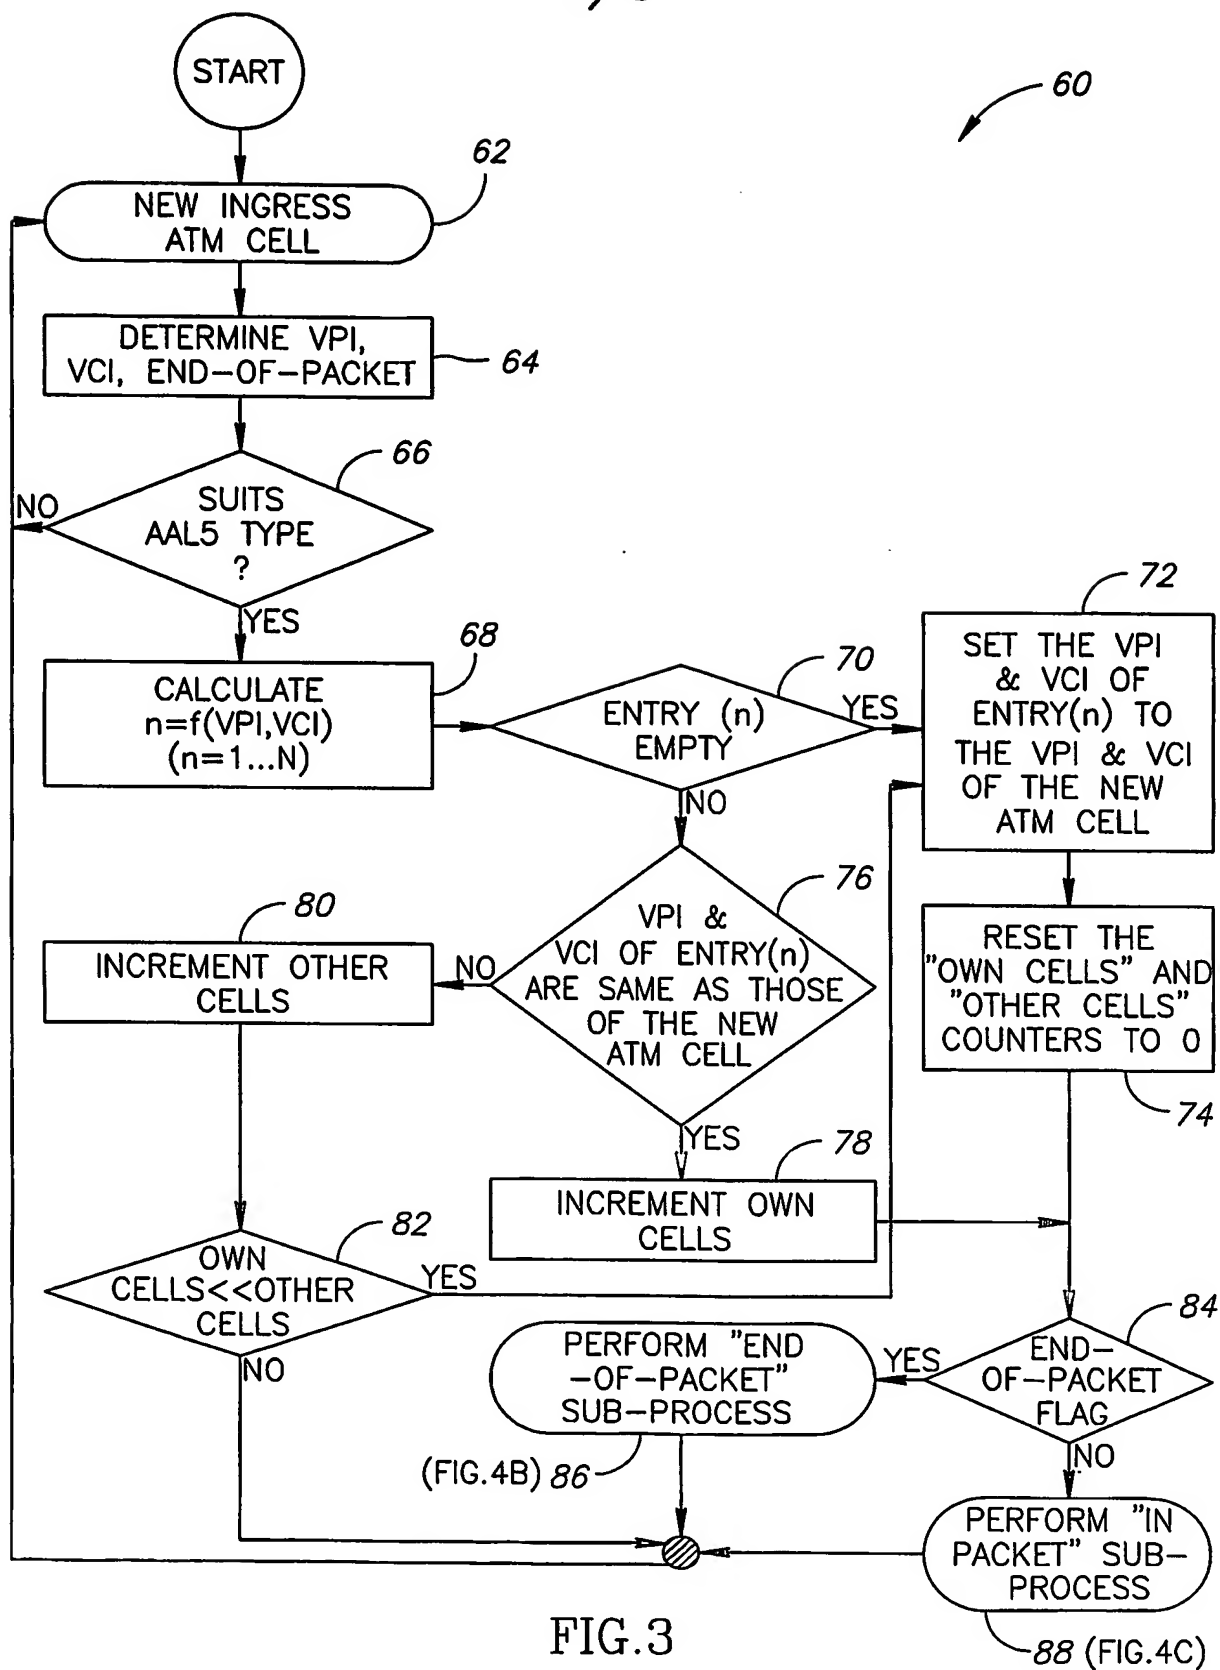 START
60
62
NEW INGRESS
ATM CELL
DETERMINE VPI,
VCI, END-OF-PACKET
64
66
NO
SUITS
AAL5 TYPE
?
YES
68
CALCULATE
n=f(VPI,VCI)
(n=1...N)
70
ENTRY (n)
EMPTY
YES
NO
72
SET THE VPI
& VCI OF
ENTRY(n) TO
THE VPI & VCI
OF THE NEW
ATM CELL
76
VPI &
VCI OF ENTRY(n)
ARE SAME AS THOSE
OF THE NEW
ATM CELL
NO
YES
80
INCREMENT OTHER
CELLS
RESET THE
"OWN CELLS" AND
"OTHER CELLS"
COUNTERS TO 0
74
78
INCREMENT OWN
CELLS
82
OWN
CELLS<<OTHER
CELLS
YES
NO
84
END-
OF-PACKET
FLAG
YES
NO
PERFORM "END
-OF-PACKET"
SUB-PROCESS
(FIG.4B) 86
PERFORM "IN
PACKET" SUB-
PROCESS
88 (FIG.4C)
FIG.3